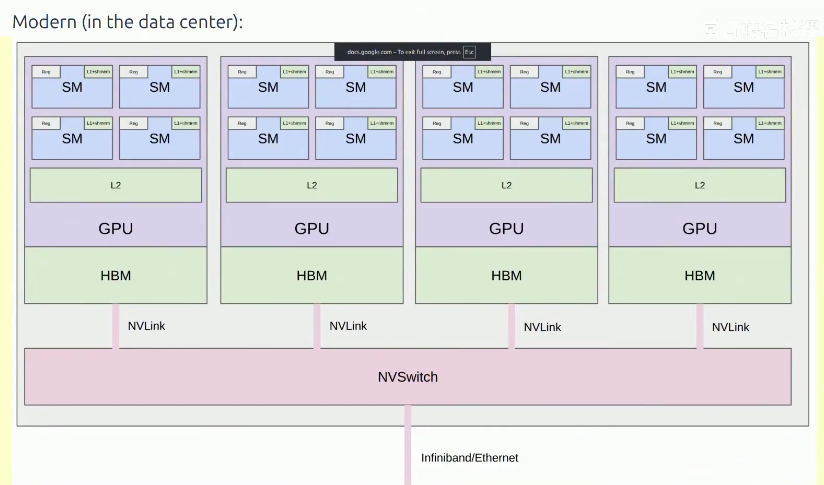 Modern (in the data center):
docs.google.com – To exit full screen, press Esc
Reg L1+shmem Reg L1+shmem Reg L1+shmem Reg L1+shmem Reg L1+shmem Reg L1+shmem Reg L1+shmem Reg L1+shmem
SM SM SM SM SM SM SM SM
Reg L1+shmem Reg L1+shmem Reg L1+shmem Reg L1+shmem Reg L1+shmem Reg L1+shmem Reg L1+shmem Reg L1+shmem
SM SM SM SM SM SM SM SM
L2 L2 L2 L2
GPU GPU GPU GPU
HBM HBM HBM HBM
NVLink NVLink NVLink NVLink
NVSwitch
Infiniband/Ethernet